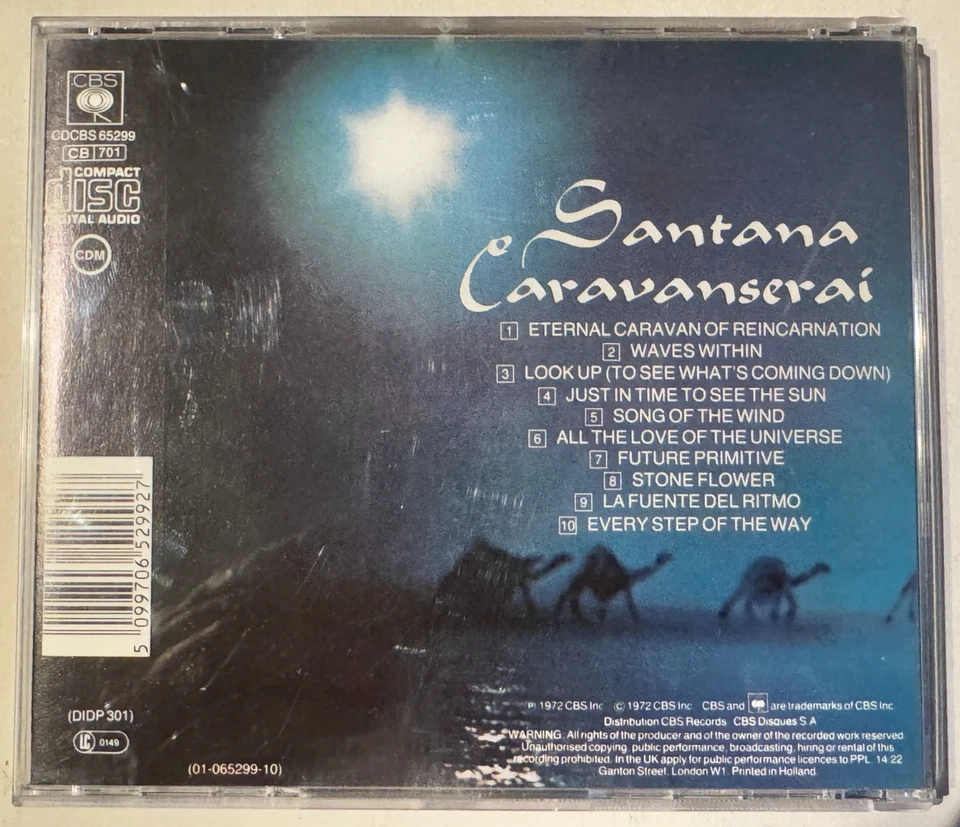 CBS
CDCBS 65299
CB 701
COMPACT
disc
DIGITAL AUDIO
CDM
Santana
Caravanserai
1 ETERNAL CARAVAN OF REINCARNATION
2 WAVES WITHIN
3 LOOK UP (TO SEE WHAT'S COMING DOWN)
4 JUST IN TIME TO SEE THE SUN
5 SONG OF THE WIND
6 ALL THE LOVE OF THE UNIVERSE
7 FUTURE PRIMITIVE
8 STONE FLOWER
9 LA FUENTE DEL RITMO
10 EVERY STEP OF THE WAY
5 099706 529927
(DIDP 301)
LC 0149
(01-065299-10)
℗ 1972 CBS Inc © 1972 CBS Inc CBS and are trademarks of CBS Inc
Distribution CBS Records CBS Disques S.A
WARNING. All rights of the producer and of the owner of the recorded work reserved
Unauthorised copying, public performance, broadcasting, hiring or rental of this
recording prohibited. In the UK apply for public performance licences to PPL, 14 22
Ganton Street, London W1. Printed in Holland